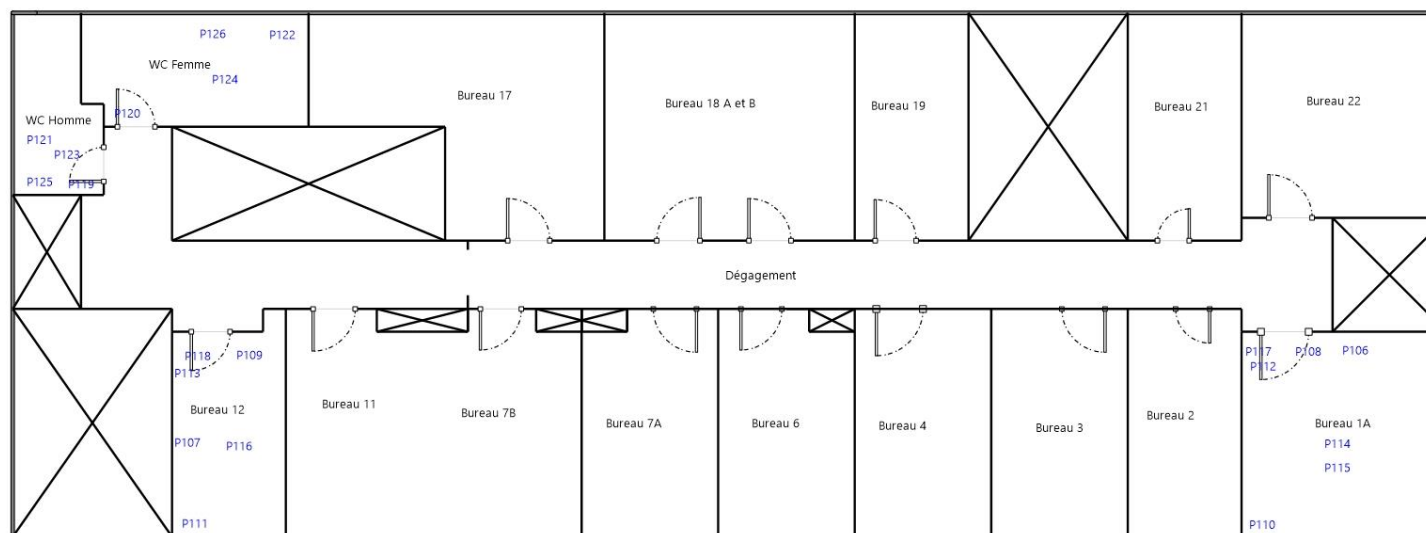 P126
P122
WC Femme
P124
Bureau 17
Bureau 18 A et B
Bureau 19
Bureau 21
Bureau 22
P120
WC Homme
P121
P123
P125
P119
Dégagement
P118
P109
P113
Bureau 12
P107
P116
P111
Bureau 11
Bureau 7B
Bureau 7A
Bureau 6
Bureau 4
Bureau 3
Bureau 2
P117
P108
P106
P112
Bureau 1A
P114
P115
P110